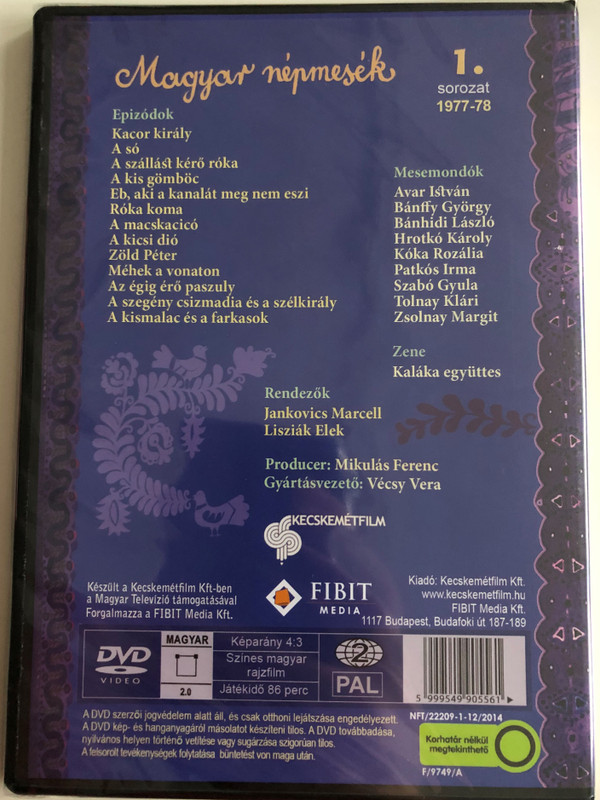 Magyar népmesék
1.
sorozat
1977-78
Epizódok
Kacor király
A só
A szállást kérő róka
A kis gömböc
Eb, aki a kanalát meg nem eszi
Róka koma
A macskacicó
A kicsi dió
Zöld Péter
Méhek a vonaton
Az égig érő paszuly
A szegény csizmadia és a szélkirály
A kismalac és a farkasok
Mesemondók
Avar István
Bánffy György
Bánhidi László
Hrotkó Károly
Kóka Rozália
Patkós Irma
Szabó Gyula
Tolnay Klári
Zsolnay Margit
Zene
Kaláka együttes
Rendezők
Jankovics Marcell
Lisziák Elek
Producer: Mikulás Ferenc
Gyártásvezető: Vécsy Vera
KECSKEMÉTFILM
Készült a Kecskemétfilm Kft-ben
a Magyar Televízió támogatásával
Forgalmazza a FIBIT Media Kft.
FIBIT
MEDIA
Kiadó: Kecskemétfilm Kft.
www.kecskemetfilm.hu
FIBIT Media Kft.
1117 Budapest, Budafoki út 187-189
DVD
VIDEO
MAGYAR
2.0
Képarány 4:3
Színes magyar
rajzfilm
Játékidő 86 perc
2
PAL
5 999549 905561
A DVD szerzői jogvédelem alatt áll, és csak otthoni lejátszása engedélyezett.
A DVD kép- és hanganyagáról másolatot készíteni tilos. A DVD továbbadása,
nyilvános helyen történő vetítése vagy sugárzása szigorúan tilos.
A felsorolt tevékenységek folytatása büntetést von maga után.
NFT/22209-1-12/2014
Korhatár nélkül
megtekinthető
F/9749/A